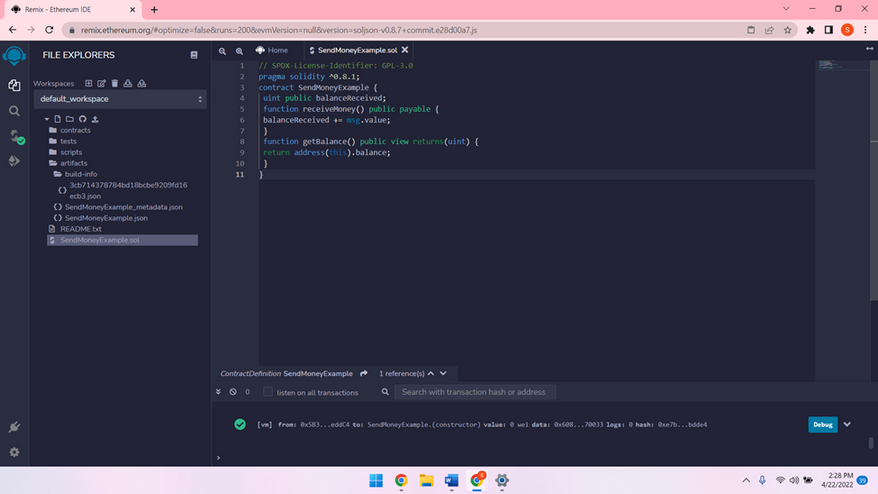 Remix - Ethereum IDE
remix.ethereum.org/#optimize=false&runs=200&evmVersion=null&version=soljson-v0.8.7+commit.e28d00a7.js
S
FILE EXPLORERS
Workspaces
default_workspace
contracts
tests
scripts
artifacts
build-info
3cb714378784bd18bcbe9209fd16
ecb3.json
SendMoneyExample_metadata.json
SendMoneyExample.json
README.txt
SendMoneyExample.sol
Home
SendMoneyExample.sol
1 // SPDX-License-Identifier: GPL-3.0
2 pragma solidity ^0.8.1;
3 contract SendMoneyExample {
4 uint public balanceReceived;
5 function receiveMoney() public payable {
6 balanceReceived += msg.value;
7 }
8 function getBalance() public view returns(uint) {
9 return address(this).balance;
10 }
11 }
ContractDefinition SendMoneyExample 1 reference(s)
0 listen on all transactions Search with transaction hash or address
[vm] from: 0x5B3...eddC4 to: SendMoneyExample.(constructor) value: 0 wei data: 0x608...70033 logs: 0 hash: 0xe7b...bdde4 Debug
>
2:28 PM
4/22/2022
39